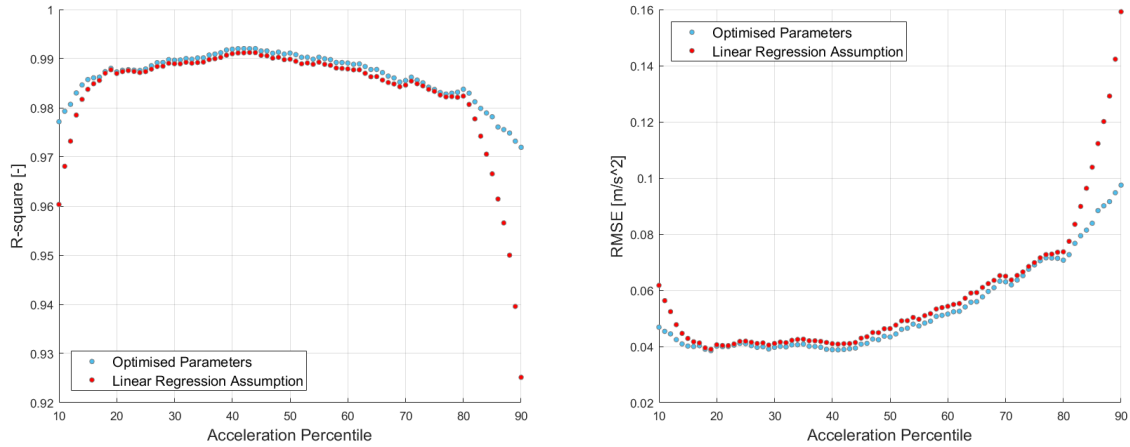 1
0.99
0.98
0.97
0.96
0.95
0.94
0.93
0.92
R-square [-]
Optimised Parameters
Linear Regression Assumption
10 20 30 40 50 60 70 80 90
Acceleration Percentile
0.16
0.14
0.12
0.1
0.08
0.06
0.04
0.02
RMSE [m/s^2]
Optimised Parameters
Linear Regression Assumption
10 20 30 40 50 60 70 80 90
Acceleration Percentile